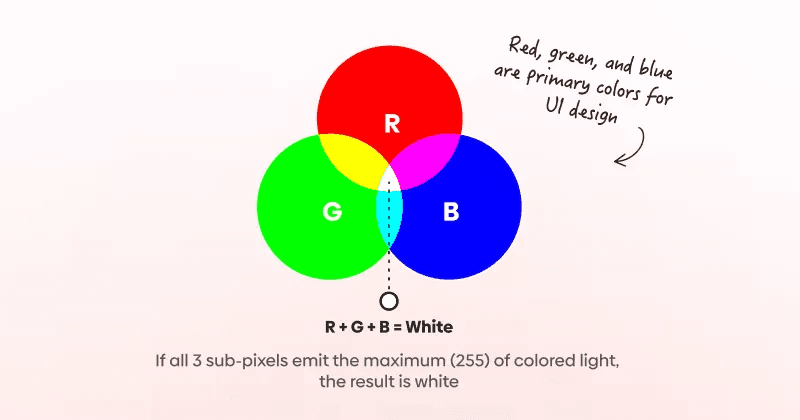 Red, green, and blue
are primary colors for
UI design
R
G
B
R + G + B = White
If all 3 sub-pixels emit the maximum (255) of colored light,
the result is white